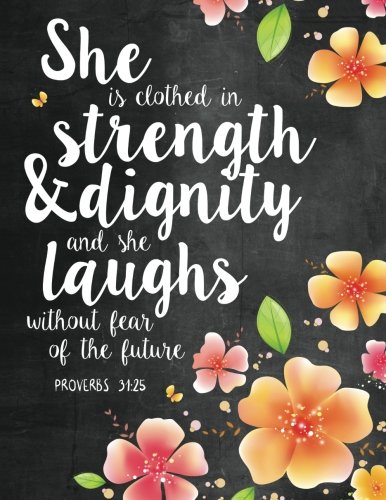 She
is clothed in
strength
& dignity
and she
laughs
without fear
of the future
PROVERBS 31:25